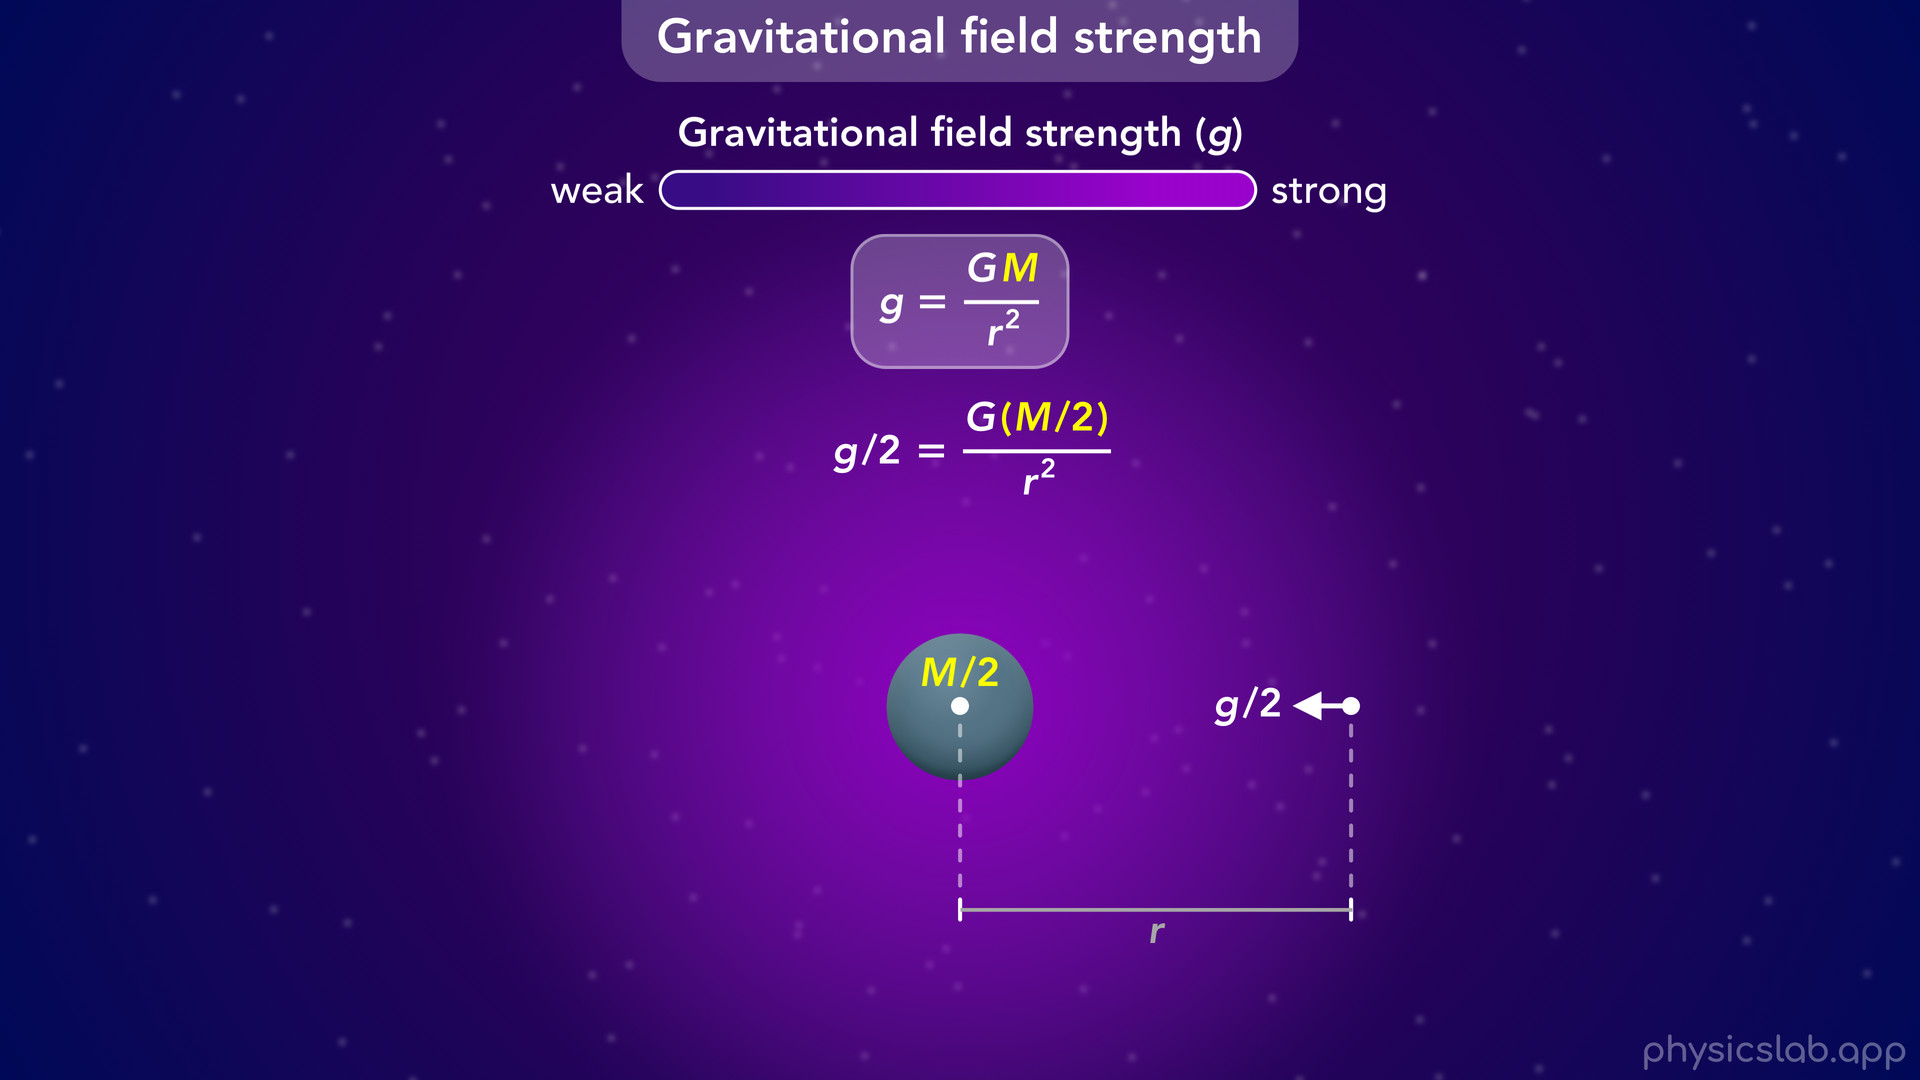 Gravitational field strength
Gravitational field strength (g)
weak strong
g = GM / r²
g/2 = G(M/2) / r²
M/2
g/2
r
physicslab.app